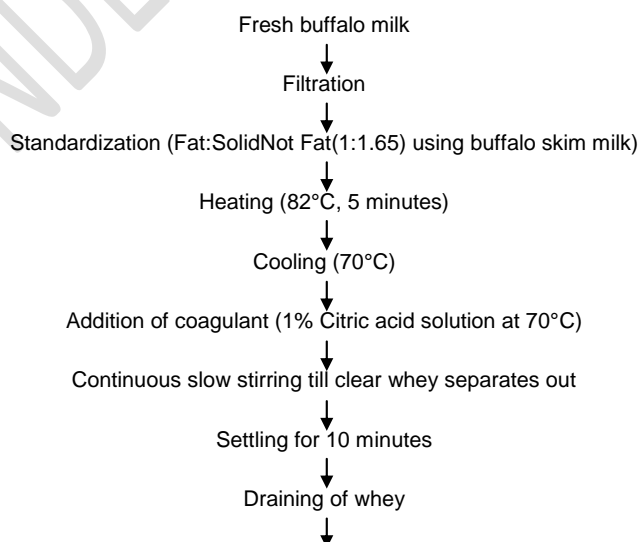 Fresh buffalo milk
Filtration
Standardization (Fat:SolidNot Fat(1:1.65) using buffalo skim milk)
Heating (82°C, 5 minutes)
Cooling (70°C)
Addition of coagulant (1% Citric acid solution at 70°C)
Continuous slow stirring till clear whey separates out
Settling for 10 minutes
Draining of whey